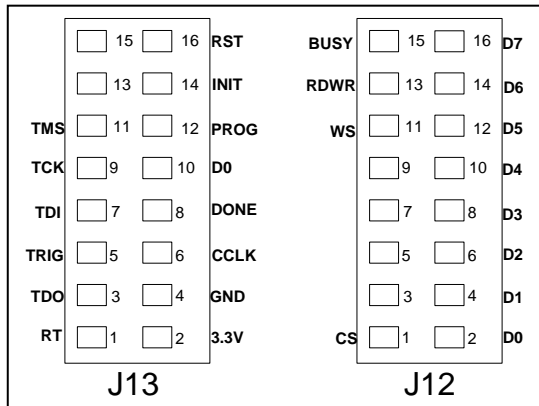 15 16 RST
13 14 INIT
TMS 11 12 PROG
TCK 9 10 D0
TDI 7 8 DONE
TRIG 5 6 CCLK
TDO 3 4 GND
RT 1 2 3.3V
J13
BUSY 15 16 D7
RDWR 13 14 D6
WS 11 12 D5
9 10 D4
7 8 D3
5 6 D2
3 4 D1
CS 1 2 D0
J12